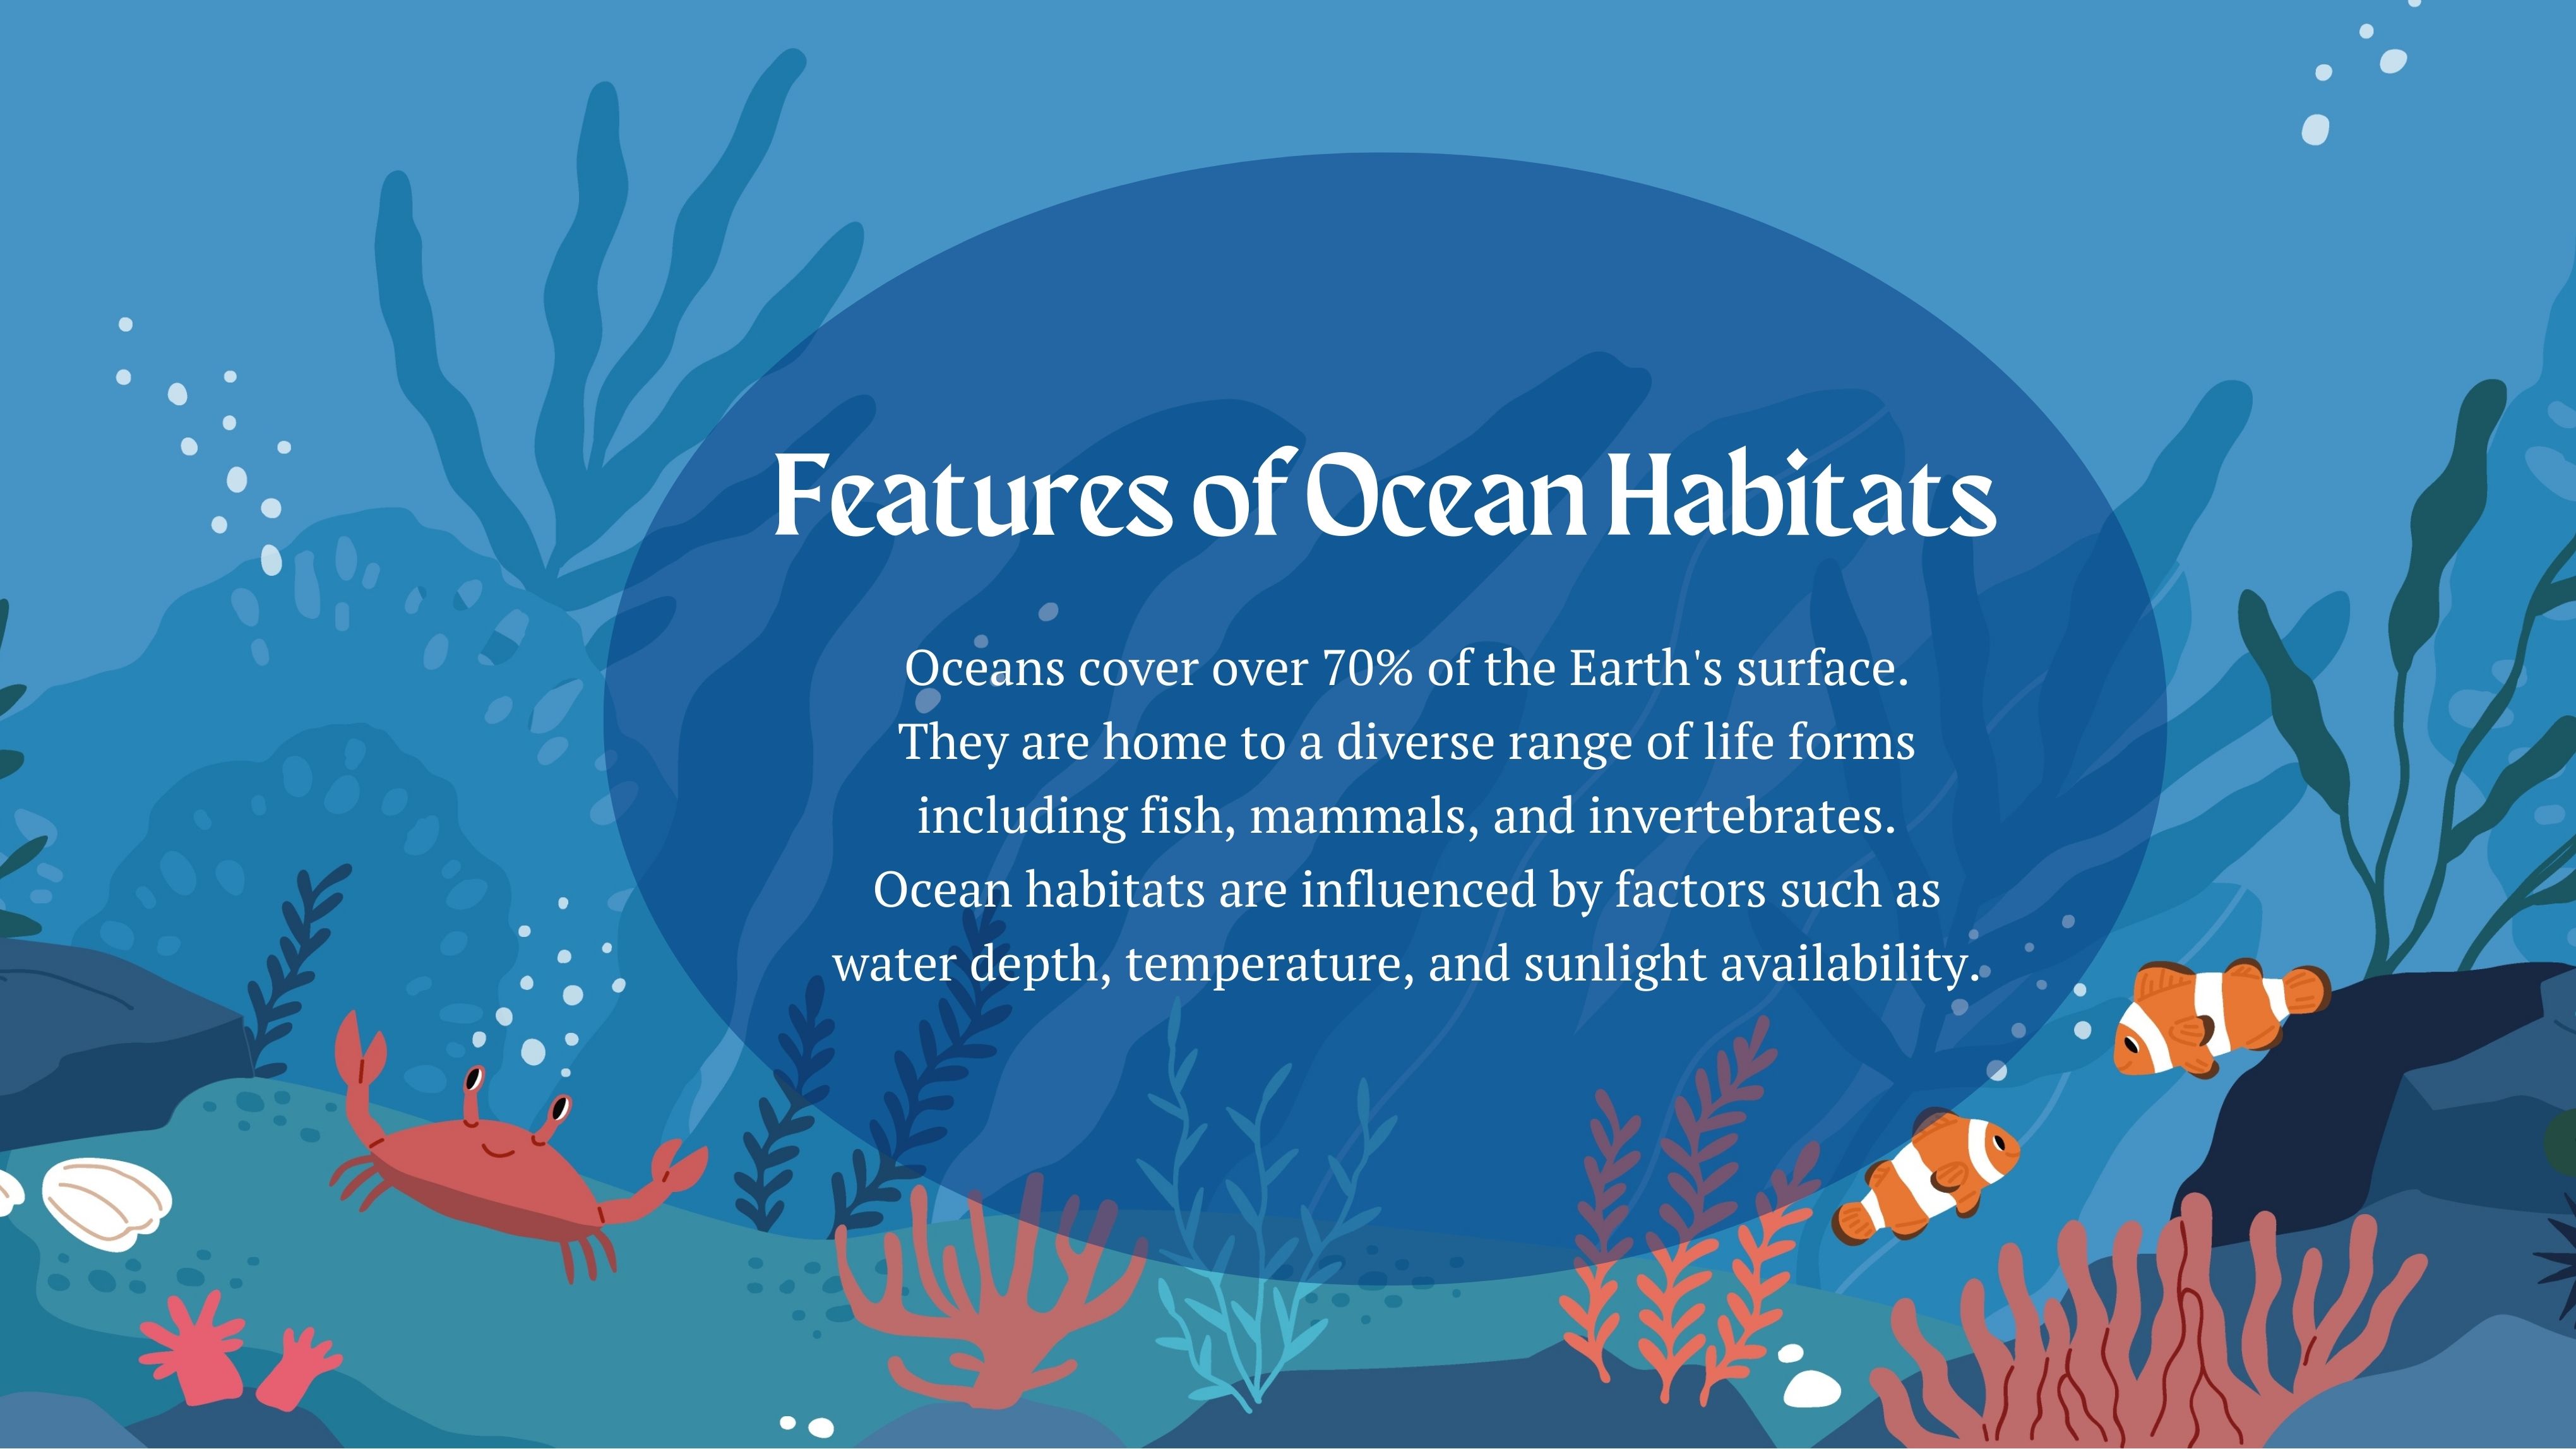 Features of Ocean Habitats
Oceans cover over 70% of the Earth's surface.
They are home to a diverse range of life forms
including fish, mammals, and invertebrates.
Ocean habitats are influenced by factors such as
water depth, temperature, and sunlight availability.